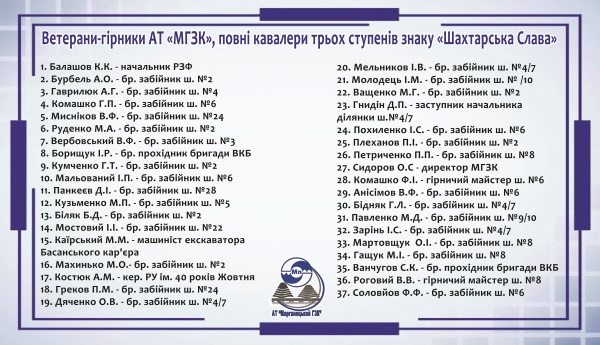 Ветерани-гірники АТ «МГЗК», повні кавалери трьох ступенів знаку «Шахтарська Слава»
1. Балашов К.К. - начальник РЗФ
2. Бурбель А.О. - бр. забійник ш. №2
3. Гаврилюк А.Г. - бр. забійник ш. №4
4. Комашко Г.П. - бр. забійник ш. №6
5. Мисніков В.Ф. - бр. забійник ш. №24
6. Руденко М.А. - бр. забійник ш. №2
7. Вербовський В.Ф. - бр. забійник ш. №3
8. Борищук І.Р. - бр. прохідник бригади ВКБ
9. Кумченко Г.Т. - бр. забійник ш. №2
10. Мальований І.П. - бр. забійник ш. №6
11. Панкеєв Д.І. - бр. забійник ш. №28
12. Кузьменко М.П. - бр. забійник ш. №5
13. Біляк Б.Д. - бр. забійник ш. №2
14. Мостовий І.І. - бр. забійник ш. №22
15. Каїрський М.М. - машиніст екскаватора
Басанського кар'єра
16. Махинько М.О.- бр. забійник ш. №2
17. Костюк А.М. - кер. РУ ім. 40 років Жовтня
18. Греков П.М. - бр. забійник ш. №24
19. Дяченко О.В. - бр. забійник ш. №4/7
20. Мельников І.В. - бр. забійник ш. №4/7
21. Молодець І.М. - бр. забійник ш. № /10
22. Ващенко М.Г. - бр. забійник ш. №2
23. Гнидін Д.П. - заступник начальника
ділянки ш.№4/7
24. Похиленко І.С. - бр. забійник ш. №6
25. Плеханов П.І. - бр. забійник ш. №2
26. Петриченко П.П. - бр. забійник ш. №8
27. Сидоров О.С - директор МГЗК
28. Комашко Ф.І. - гірничий майстер ш. №6
29. Анісімов В.Ф. - бр. забійник ш. №6
30. Бідняк Г.Л. - бр. забійник ш. №4/7
31. Павленко М.Д. - бр. забійник ш. №9/10
32. Зарінь І.С. - бр. забійник ш. №4/7
33. Мартовщук О.І. - бр. забійник ш. №8
34. Гащук М.І. - бр. забійник ш. №8
35. Ванчугов С.К. - бр. прохідник бригади ВКБ
36. Роговий В.В. - гірничий майстер ш. №8
37. Соловйов Ф.Ф. - бр. забійник ш. №6
АТ "Марганецький ГЗК"